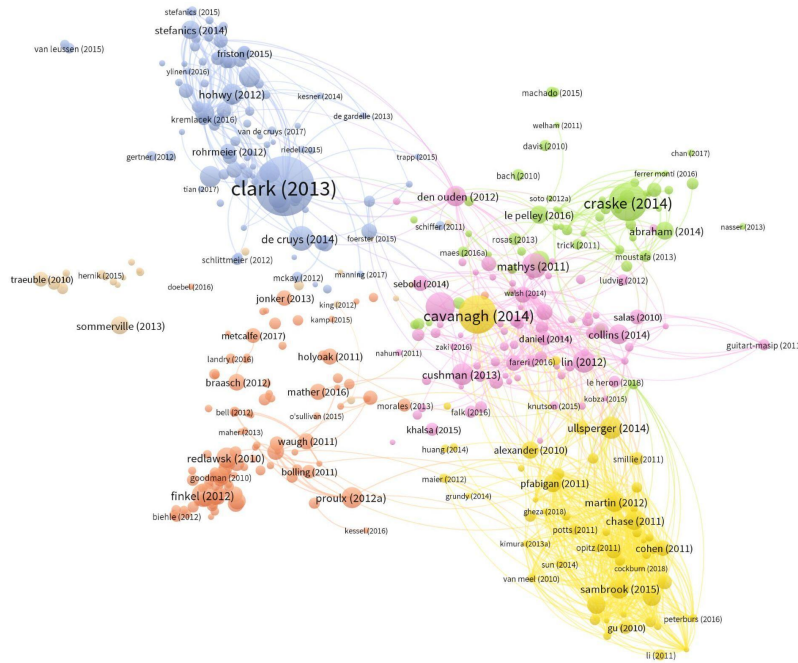 stefanics (2015)
stefanics (2014)
van leussen (2015)
friston (2015)
ylinen (2016)
hohwy (2012)
kesner (2014)
kremlacek (2016)
de gardelle (2013)
van de cruys (2017)
rohrmeier (2012)
riedel (2015)
gertner (2012)
trapp (2015)
tian (2017)
clark (2013)
machado (2015)
welham (2011)
davis (2010)
chan (2017)
bach (2010)
ferrer monti (2016)
den ouden (2012)
soto (2012a)
craske (2014)
le pelley (2016)
schiffer (2011)
abraham (2014)
nasser (2013)
de cruys (2014)
foerster (2015)
rosas (2013)
trick (2011)
maes (2016a)
moustafa (2013)
schlüttmeier (2012)
mathys (2011)
traeuble (2010)
hernik (2015)
mckay (2012)
manning (2017)
sebold (2014)
walsh (2014)
ludvig (2012)
doebel (2016)
jonker (2013)
king (2012)
kampi (2015)
cavanagh (2014)
salas (2010)
sommerville (2013)
metcalfe (2017)
daniel (2014)
collins (2014)
zaki (2016)
guitart-masip (2011
landry (2016)
holyoak (2011)
nahum (2011)
fareri (2016)
lin (2012)
braasch (2012)
mather (2016)
cushman (2013)
le heron (2016)
kobza (2015)
bell (2012)
o'sullivan (2015)
morales (2013)
falk (2016)
knutson (2015)
maher (2013)
waugh (2011)
khalsa (2015)
ullsperger (2014)
redlawsk (2010)
huang (2014)
alexander (2010)
smillie (2011)
goodman (2010)
bolling (2011)
maier (2012)
pfabigan (2011)
finkel (2012)
proulx (2012a)
grundy (2014)
martin (2012)
biehle (2012)
gheza (2018)
chase (2011)
kessel (2016)
potts (2011)
kimura (2013a)
opitz (2011)
cohen (2011)
sun (2014)
cockburn (2018)
van meel (2010)
sambrook (2015)
peterburs (2016)
gu (2010)
li (2011)